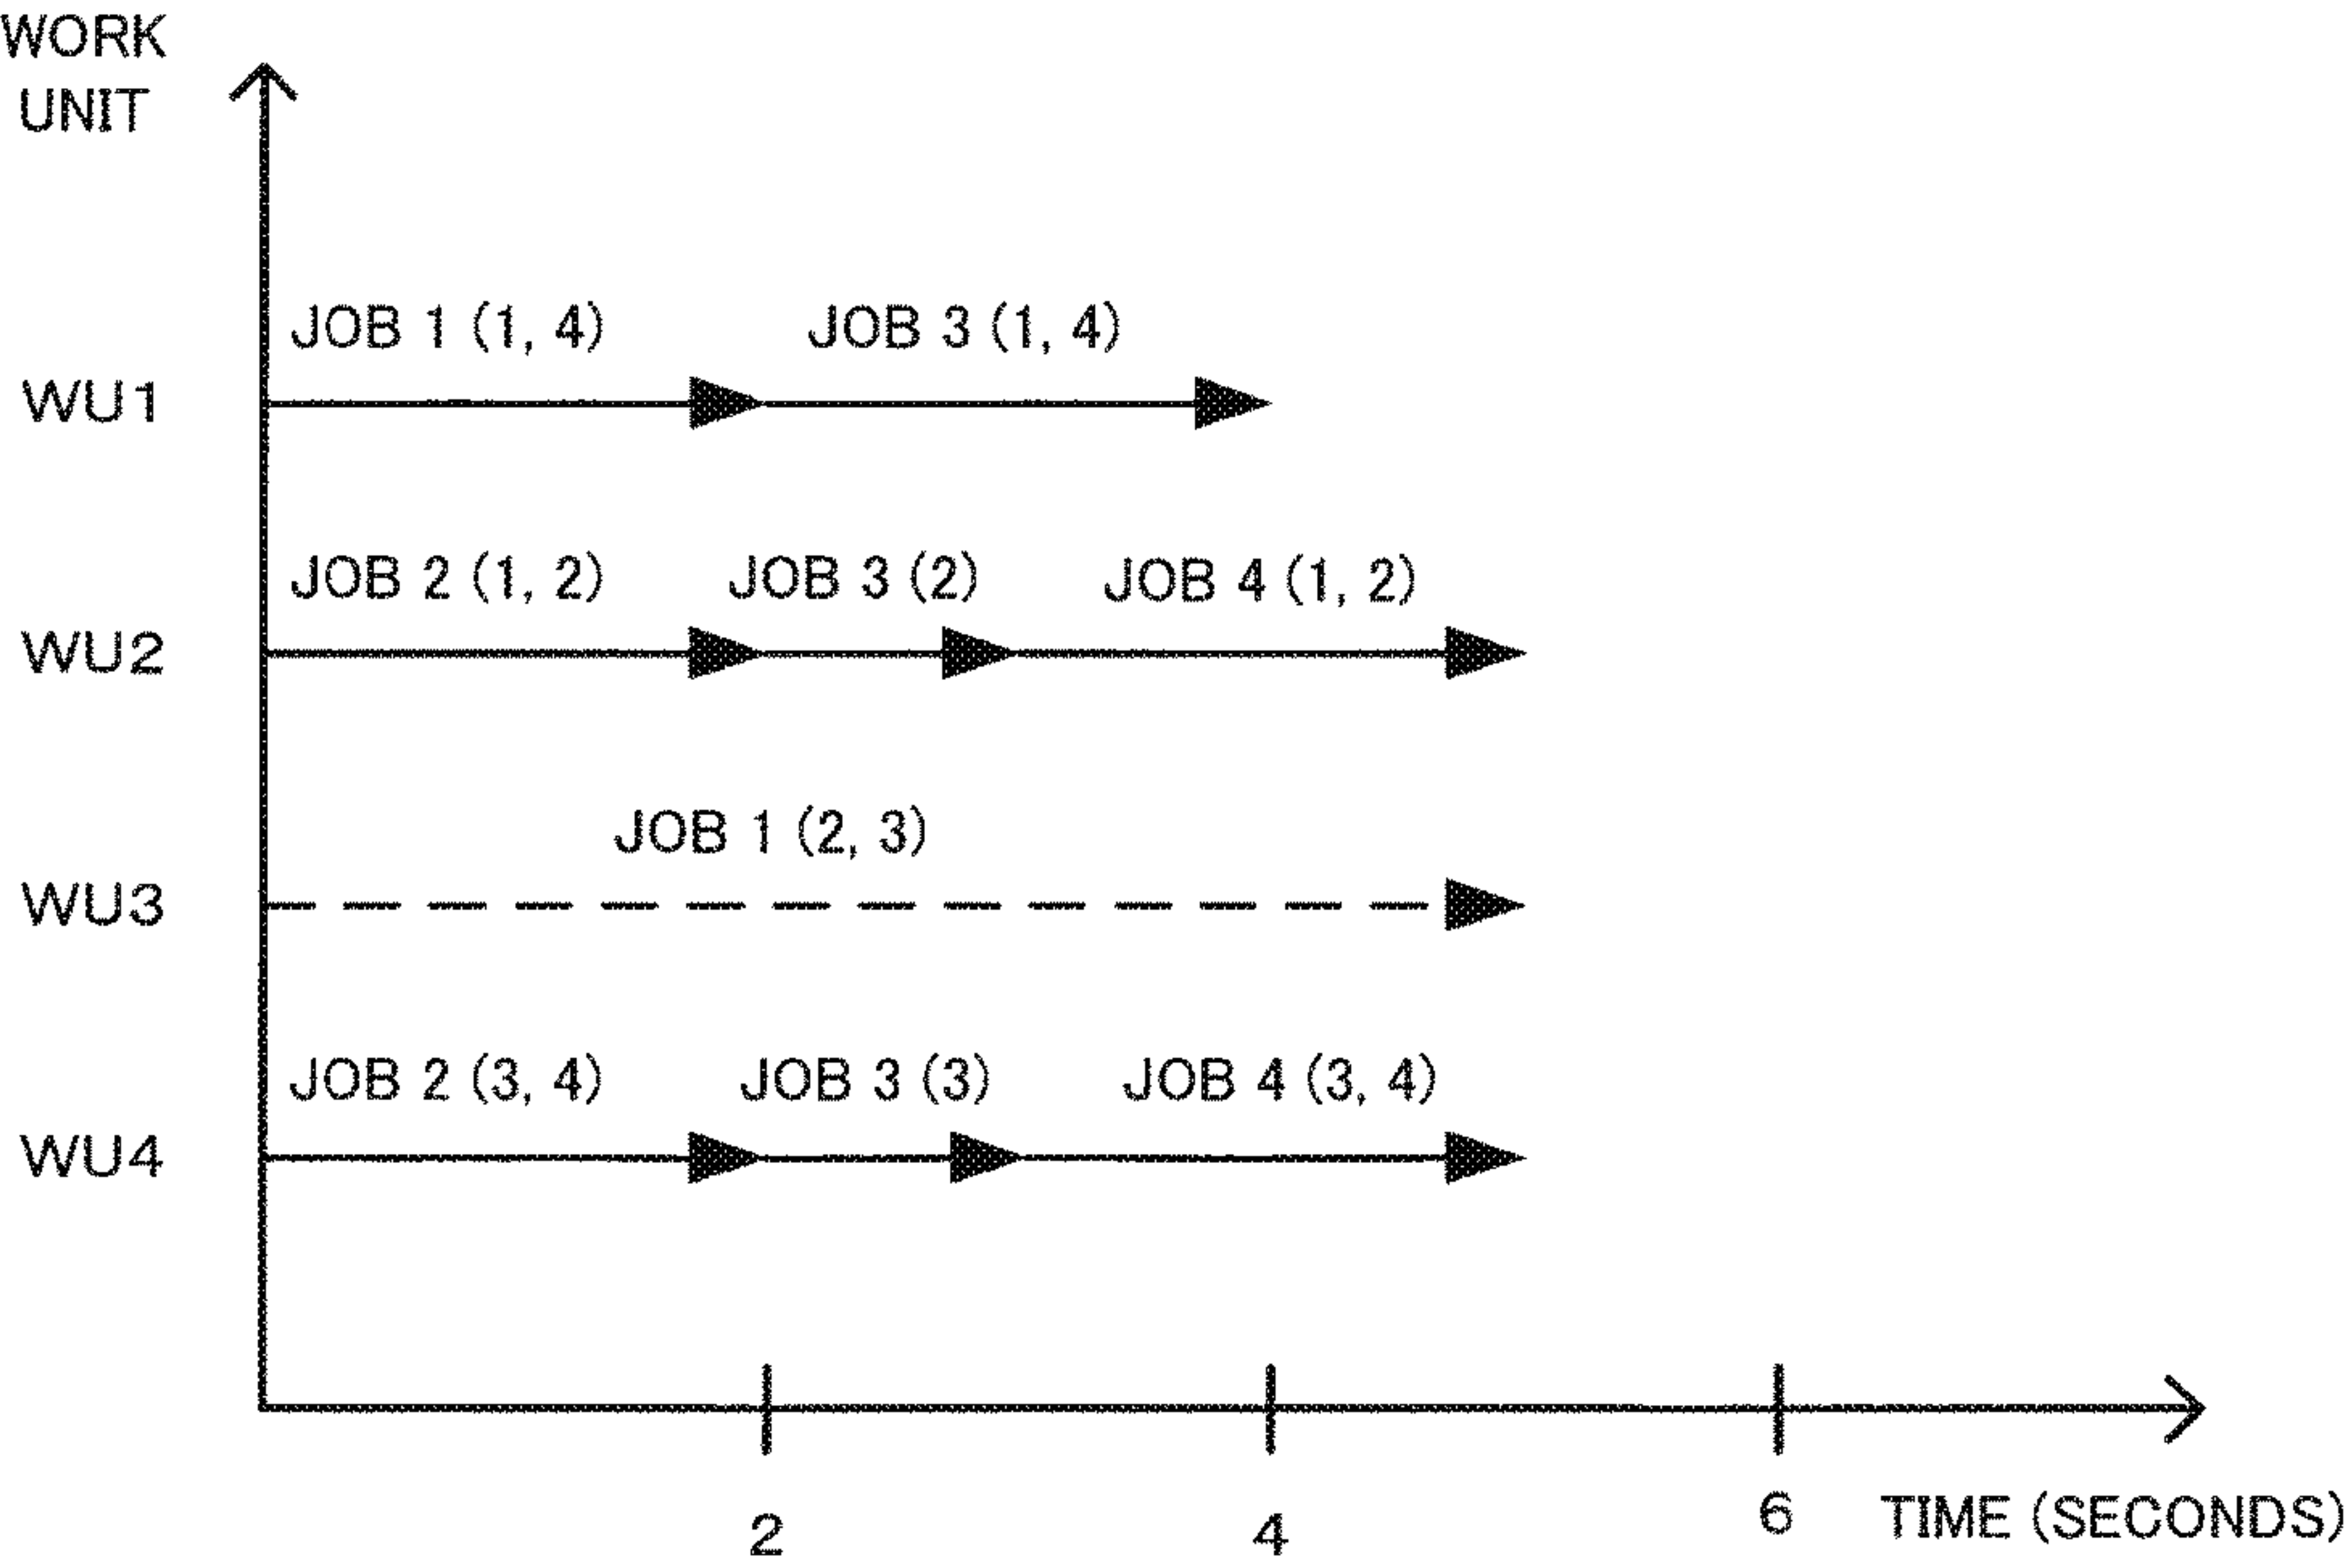 WORK
UNIT
JOB 1 (1, 4) JOB 3 (1, 4)
WU1
JOB 2 (1, 2) JOB 3 (2) JOB 4 (1, 2)
WU2
JOB 1 (2, 3)
WU3
JOB 2 (3, 4) JOB 3 (3) JOB 4 (3, 4)
WU4
2 4 6 TIME (SECONDS)